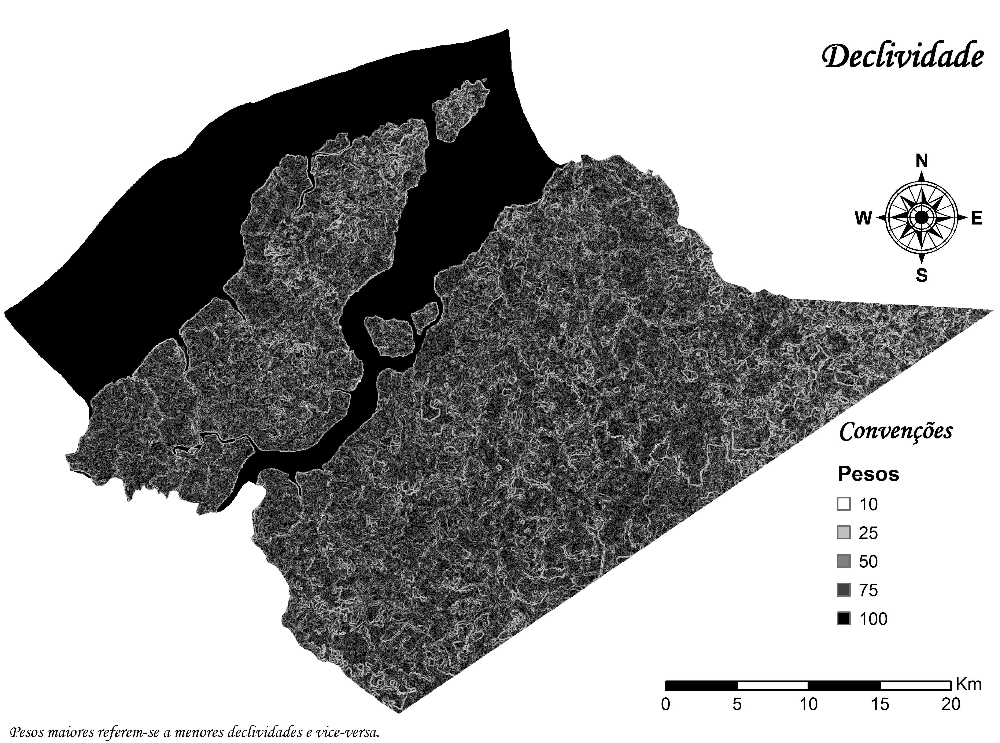 Declividade
N
W
E
S
Convenções
Pesos
10
25
50
75
100
Km
0 5 10 15 20
Pesos maiores referem-se a menores declividades e vice-versa.